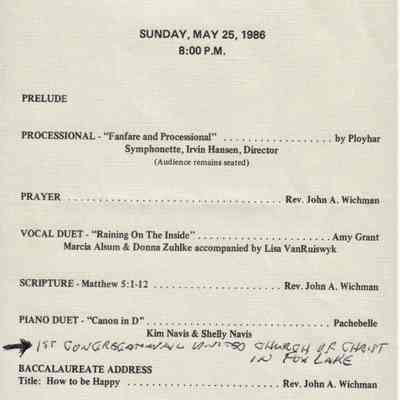 SUNDAY, MAY 25, 1986
8:00 P.M.
PRELUDE
PROCESSIONAL - "Fanfare and Processional" .................... by Ployhar
Symphonette, Irvin Hansen, Director
(Audience remains seated)
PRAYER ........................................ Rev. John A. Wichman
VOCAL DUET - "Raining On The Inside" ........................ Amy Grant
Marcia Alsum & Donna Zuhlke accompanied by Lisa VanRuiswyk
SCRIPTURE - Matthew 5:1-12 ........................ Rev. John A. Wichman
PIANO DUET - "Canon in D" ................................ Pachebelle
Kim Navis & Shelly Navis
1ST CONGREGATIONAL UNITED CHURCH OF CHRIST
IN FOX LAKE
BACCALAUREATE ADDRESS
Title: How to be Happy ........................ Rev. John A. Wichman